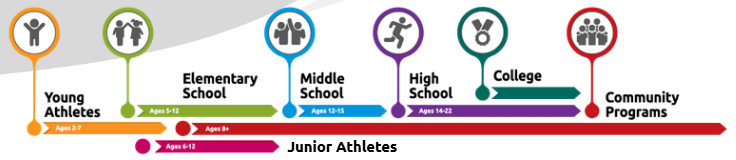 Young
Athletes
Ages 2-7
Elementary
School
Ages 5-12
Middle
School
Ages 12-15
High
School
Ages 14-22
College
Community
Programs
Ages 8+
Ages 6-12
Junior Athletes